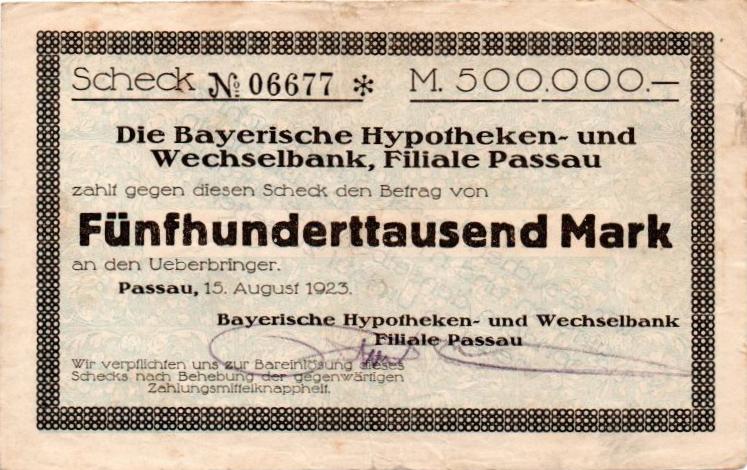 Scheck № 06677 * M. 500.000.—
Die Bayerische Hypotheken- und
Wechselbank, Filiale Passau
zahlt gegen diesen Scheck den Betrag von
Fünfhunderttausend Mark
an den Ueberbringer.
Passau, 15. August 1923.
Bayerische Hypotheken- und Wechselbank
Filiale Passau
Wir verpflichten uns zur Bareinlösung dieses
Schecks nach Behebung der gegenwärtigen
Zahlungsmittelknappheit.